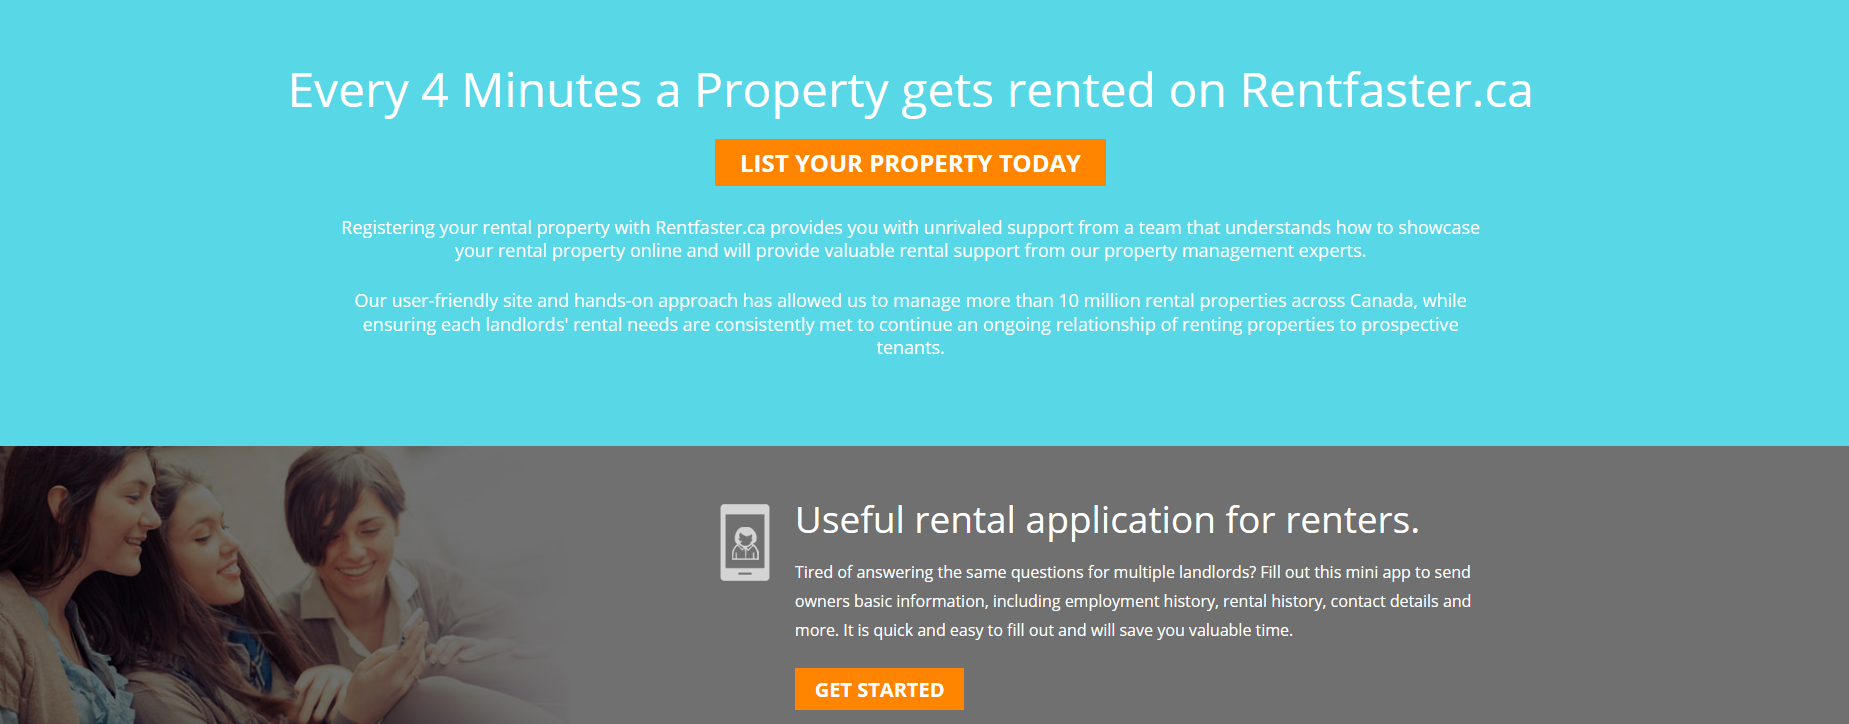 Every 4 Minutes a Property gets rented on Rentfaster.ca
LIST YOUR PROPERTY TODAY
Registering your rental property with Rentfaster.ca provides you with unrivaled support from a team that understands how to showcase
your rental property online and will provide valuable rental support from our property management experts.
Our user-friendly site and hands-on approach has allowed us to manage more than 10 million rental properties across Canada, while
ensuring each landlords' rental needs are consistently met to continue an ongoing relationship of renting properties to prospective
tenants.
Useful rental application for renters.
Tired of answering the same questions for multiple landlords? Fill out this mini app to send
owners basic information, including employment history, rental history, contact details and
more. It is quick and easy to fill out and will save you valuable time.
GET STARTED